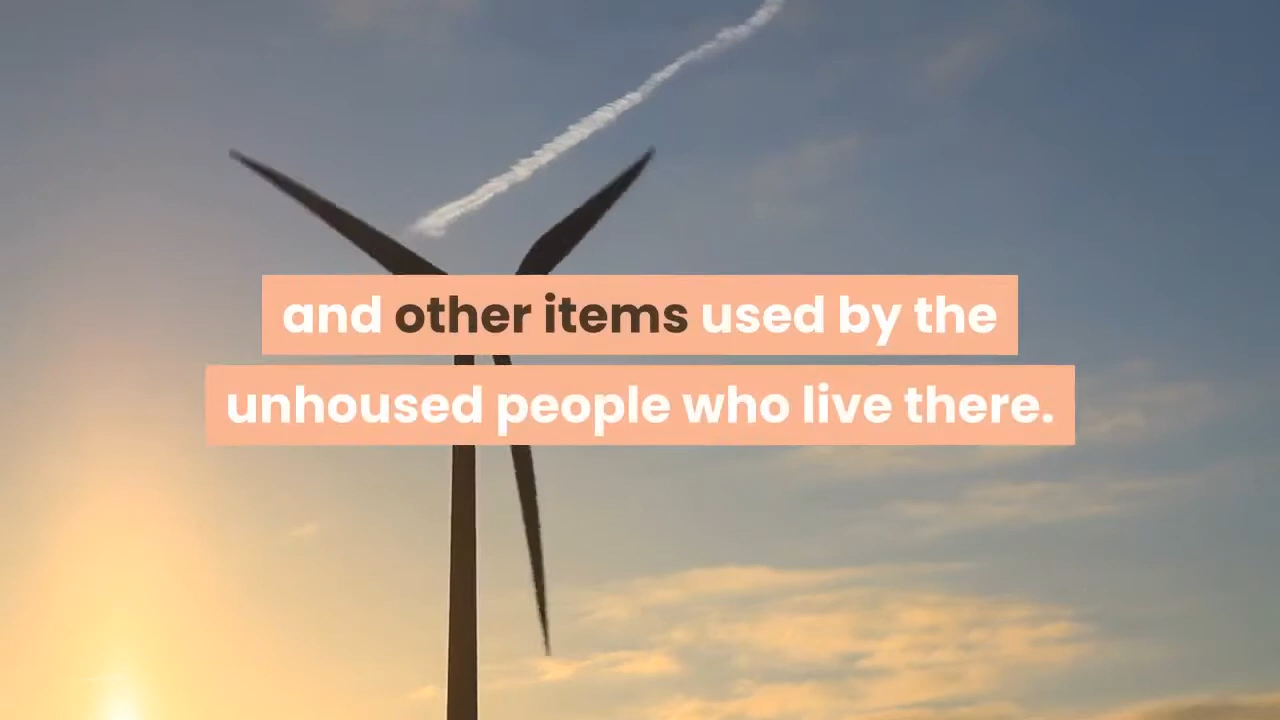 and other items used by the
unhoused people who live there.